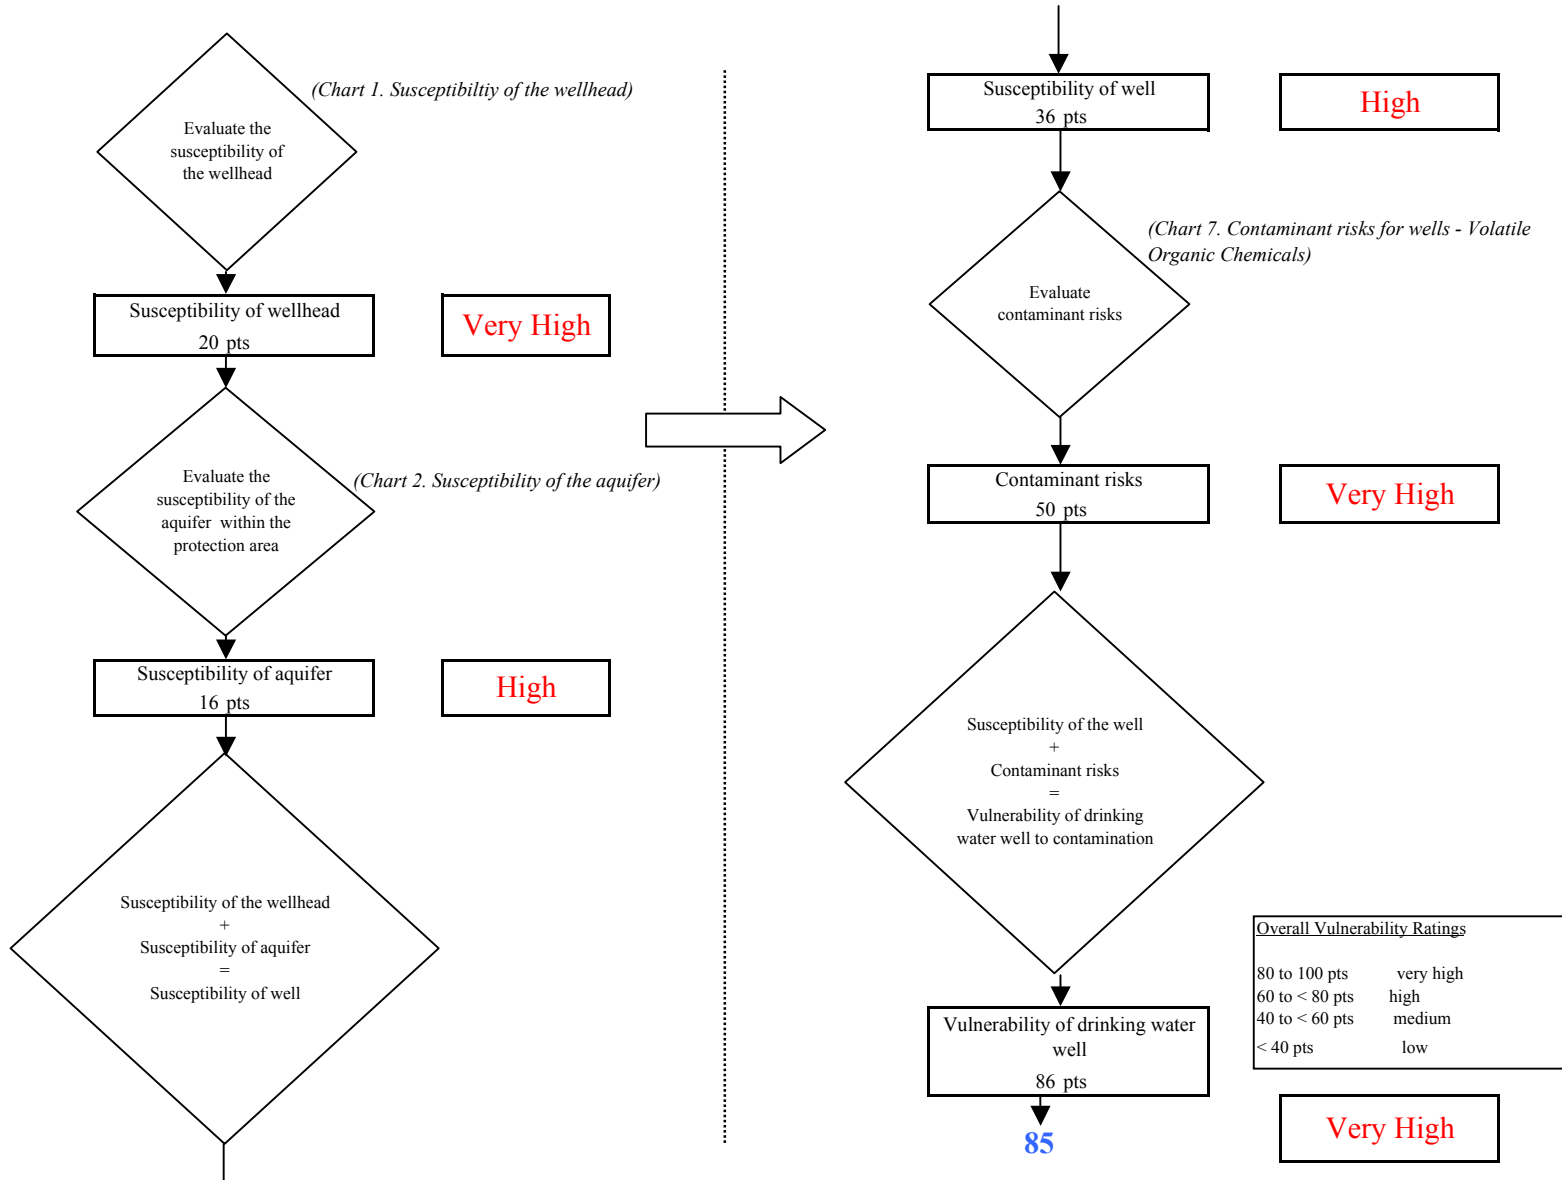 (Chart 1. Susceptibiltiy of the wellhead)
Evaluate the
susceptibility of
the wellhead
Susceptibility of wellhead
20 pts
Very High
(Chart 2. Susceptibility of the aquifer)
Evaluate the
susceptibility of the
aquifer within the
protection area
Susceptibility of aquifer
16 pts
High
Susceptibility of the wellhead
+
Susceptibility of aquifer
=
Susceptibility of well
Susceptibility of well
36 pts
High
(Chart 7. Contaminant risks for wells - Volatile
Organic Chemicals)
Evaluate
contaminant risks
Contaminant risks
50 pts
Very High
Susceptibility of the well
+
Contaminant risks
=
Vulnerability of drinking
water well to contamination
Overall Vulnerability Ratings
80 to 100 pts very high
60 to < 80 pts high
40 to < 60 pts medium
< 40 pts low
Vulnerability of drinking water
well
86 pts
85
Very High